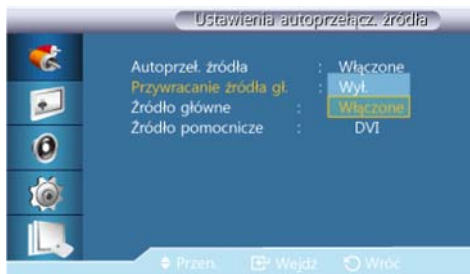 Ustawienia autoprzełącz. źródła
Autoprzeł. źródła : Włączone
Przywracanie źródła gł. : Wył.
Źródło główne : Włączone
Źródło pomocnicze : DVI
Przen. Wejdź Wróć